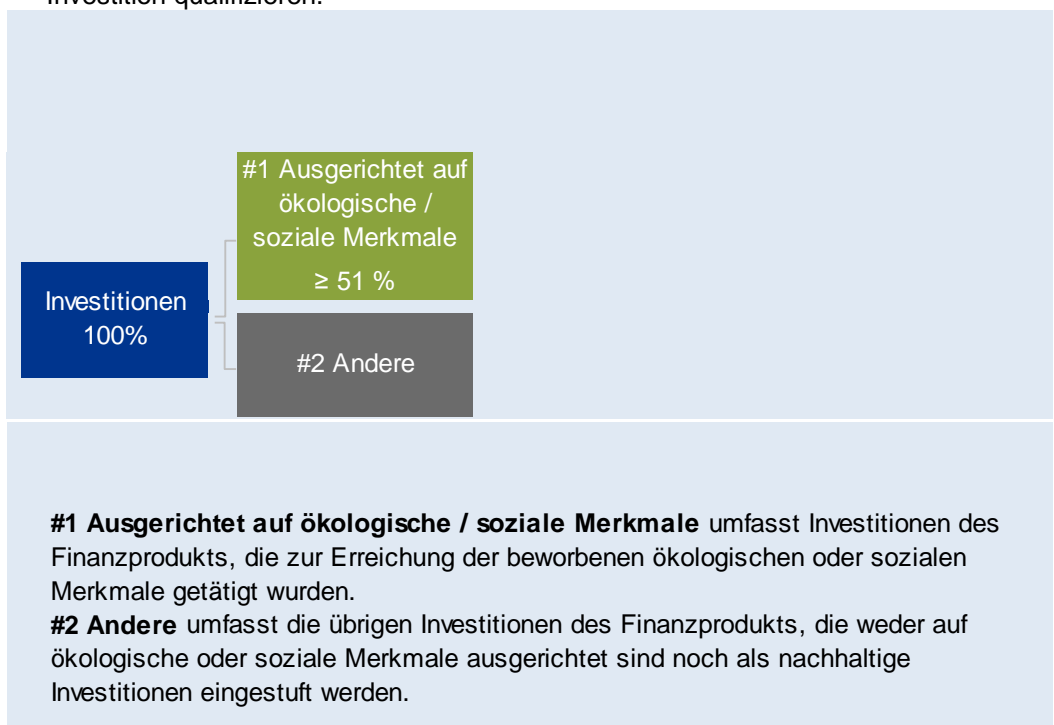 Investition qualifizieren.
#1 Ausgerichtet auf
ökologische /
soziale Merkmale
≥ 51 %
Investitionen
100%
#2 Andere
#1 Ausgerichtet auf ökologische / soziale Merkmale umfasst Investitionen des
Finanzprodukts, die zur Erreichung der beworbenen ökologischen oder sozialen
Merkmale getätigt wurden.
#2 Andere umfasst die übrigen Investitionen des Finanzprodukts, die weder auf
ökologische oder soziale Merkmale ausgerichtet sind noch als nachhaltige
Investitionen eingestuft werden.